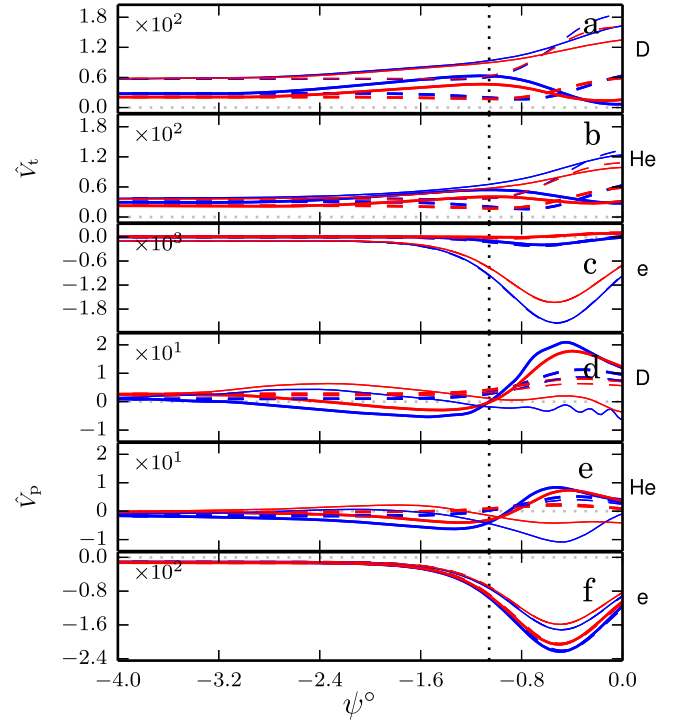 ×10² a
1.8
1.2
0.6
0.0
D
×10² b
1.8
1.2
0.6
0.0
He
V̂ₜ
0.0
×10³
−0.6
−1.2
−1.8
c
e
×10¹
2
1
0
−1
d
D
×10¹
2
1
0
−1
e
He
V̂ₚ
0.0
×10²
−0.8
−1.6
−2.4
f
e
−4.0 −3.2 −2.4 −1.6 −0.8 0.0
ψ°